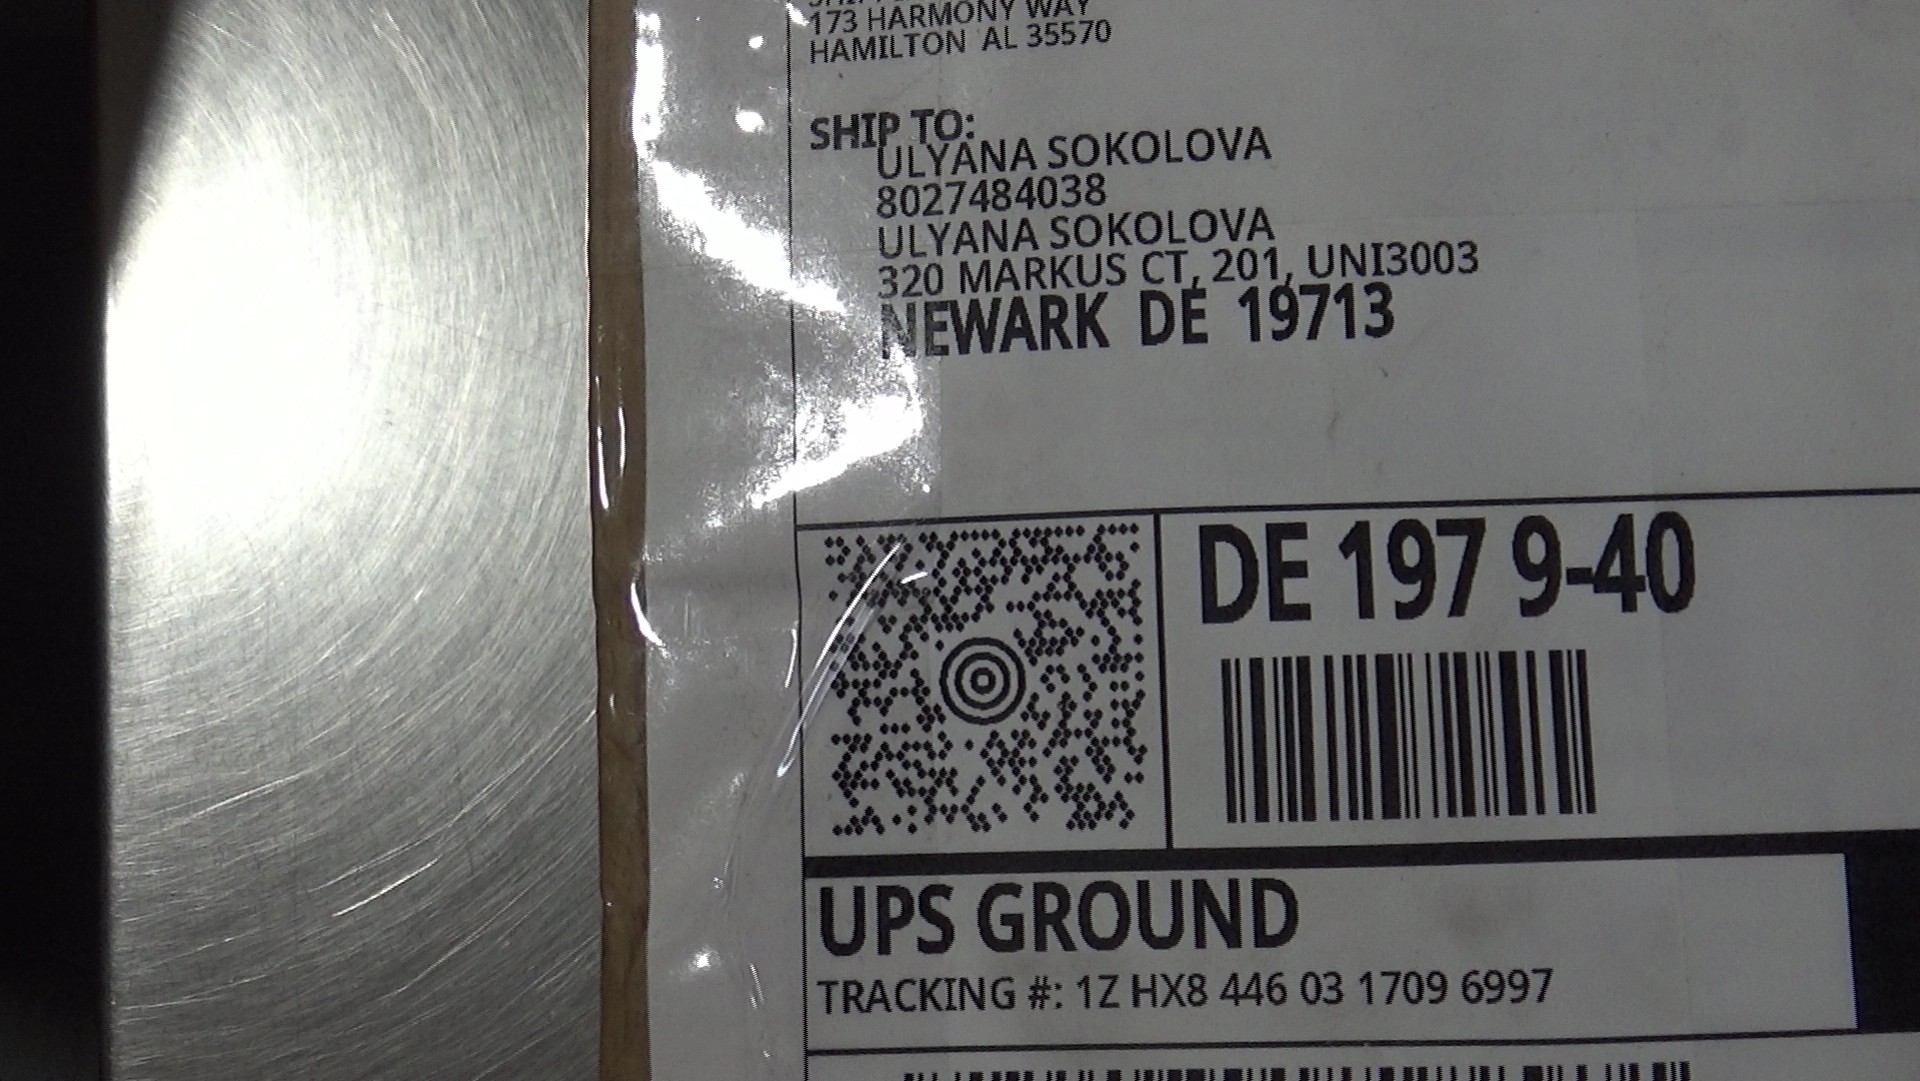 173 HARMONY WAY
HAMILTON AL 35570
SHIP TO:
ULYANA SOKOLOVA
8027484038
ULYANA SOKOLOVA
320 MARKUS CT, 201, UNI3003
NEWARK DE 19713
DE 197 9-40
UPS GROUND
TRACKING #: 1Z HX8 446 03 1709 6997